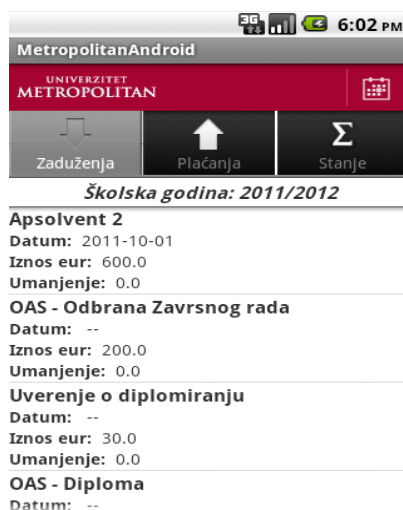 3G 6:02 PM
MetropolitanAndroid
UNIVERZITET
METROPOLITAN
Zaduženja Plaćanja Σ Stanje
Školska godina: 2011/2012
Apsolvent 2
Datum: 2011-10-01
Iznos eur: 600.0
Umanjenje: 0.0
OAS - Odbrana Zavrsnog rada
Datum: --
Iznos eur: 200.0
Umanjenje: 0.0
Uverenje o diplomiranju
Datum: --
Iznos eur: 30.0
Umanjenje: 0.0
OAS - Diploma
Datum: --